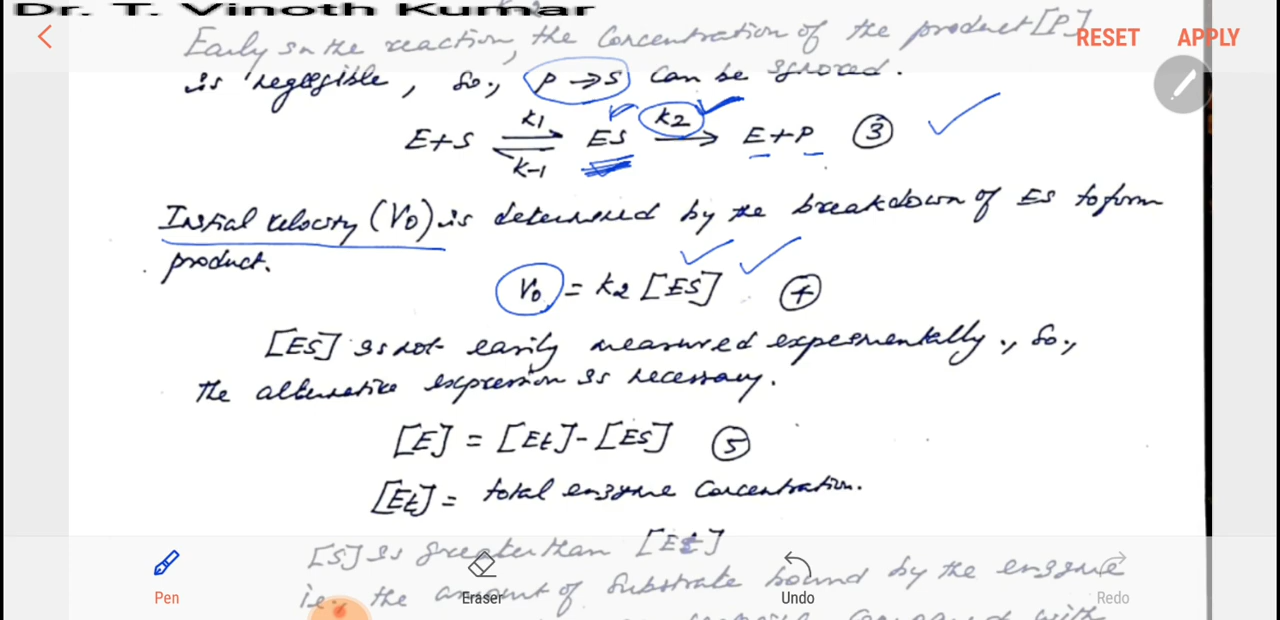 Dr. T. Vinoth Kumar
Early in the reaction, the concentration of the product [P]
RESET APPLY
is negligible, So, P → S can be ignored.
E+S k1 ⇌ k-1 ES k2 → E+P ③
Initial velocity (V0) is determined by the breakdown of ES to form
product.
V0 = k2 [ES] ④
[ES] is not easily measured experimentally, So,
the alternative expression is necessary.
[E] = [Et] - [ES] ⑤
[Et] = total enzyme concentration.
[S] is greater than [Et]
i.e., the amount of substrate bound by the enzyme
compared with
Pen Eraser Undo Redo